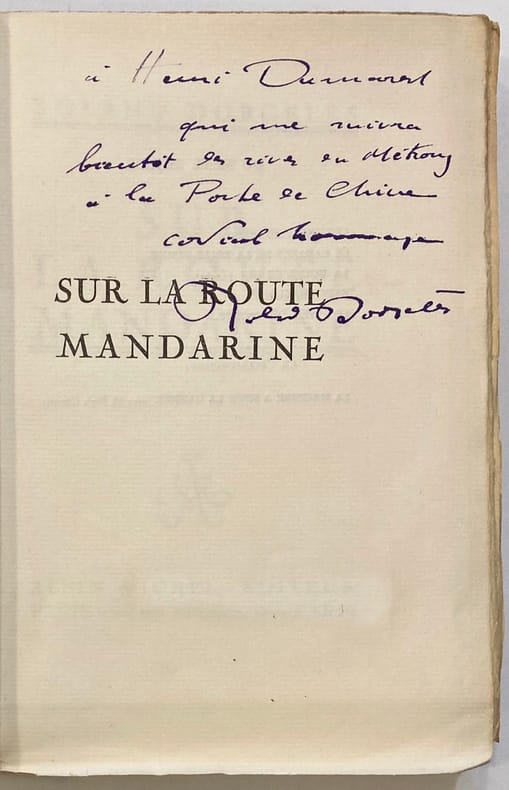 à Henri Dumarest
qui me suivra
bientôt des rives du Mékong
à la Porte de Chine
cordial hommage
Roland Dorgelès
SUR LA ROUTE
MANDARINE